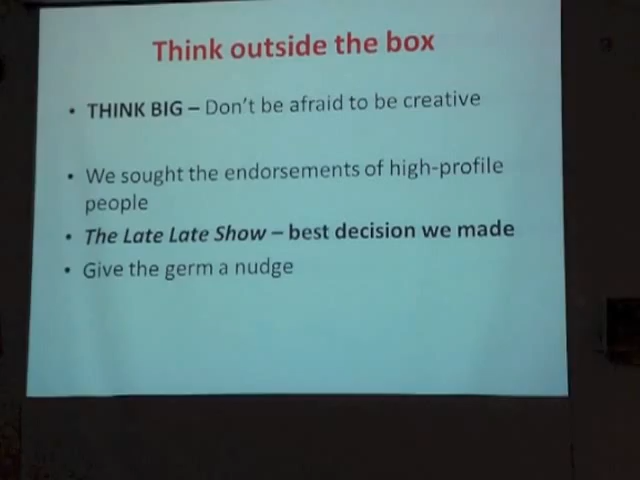 Think outside the box
• THINK BIG – Don't be afraid to be creative
• We sought the endorsements of high-profile
people
• The Late Late Show – best decision we made
• Give the germ a nudge